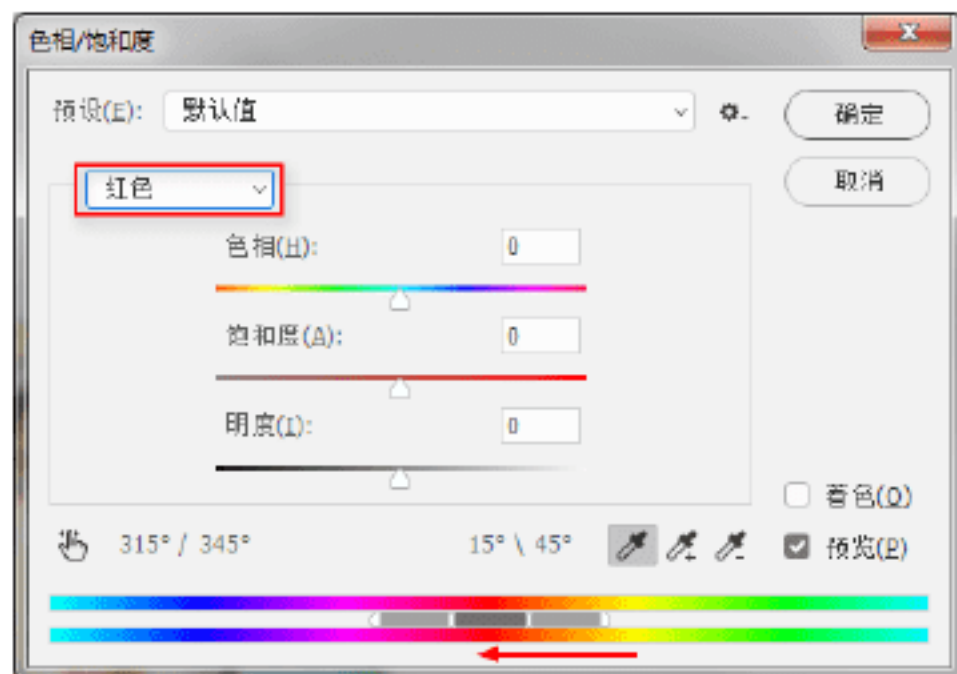 色相/饱和度
预设(E): 默认值
确定
红色
取消
色相(H): 0
饱和度(A): 0
明度(I): 0
着色(O)
315° / 345°
15° \ 45°
预览(P)